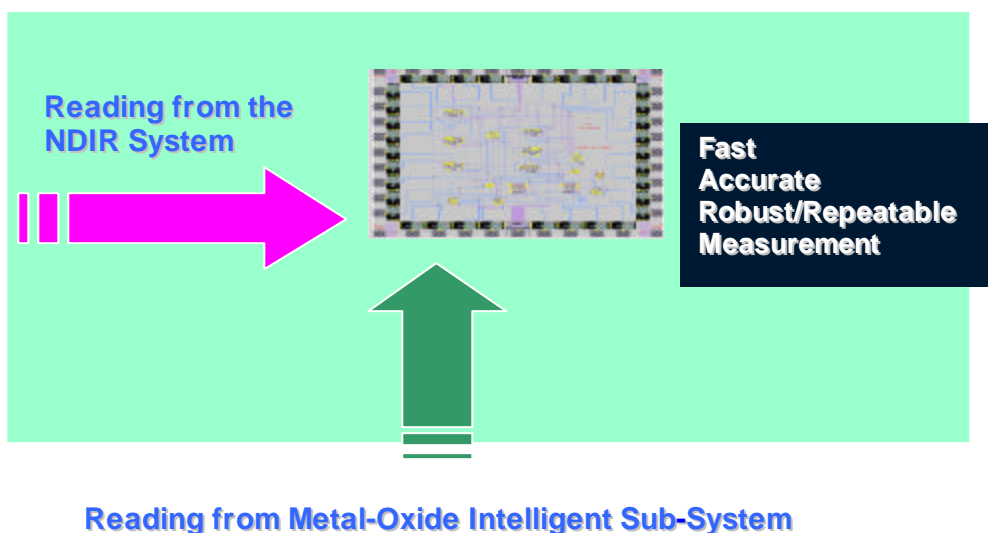 Reading from the
NDIR System
Fast
Accurate
Robust/Repeatable
Measurement
Reading from Metal-Oxide Intelligent Sub-System